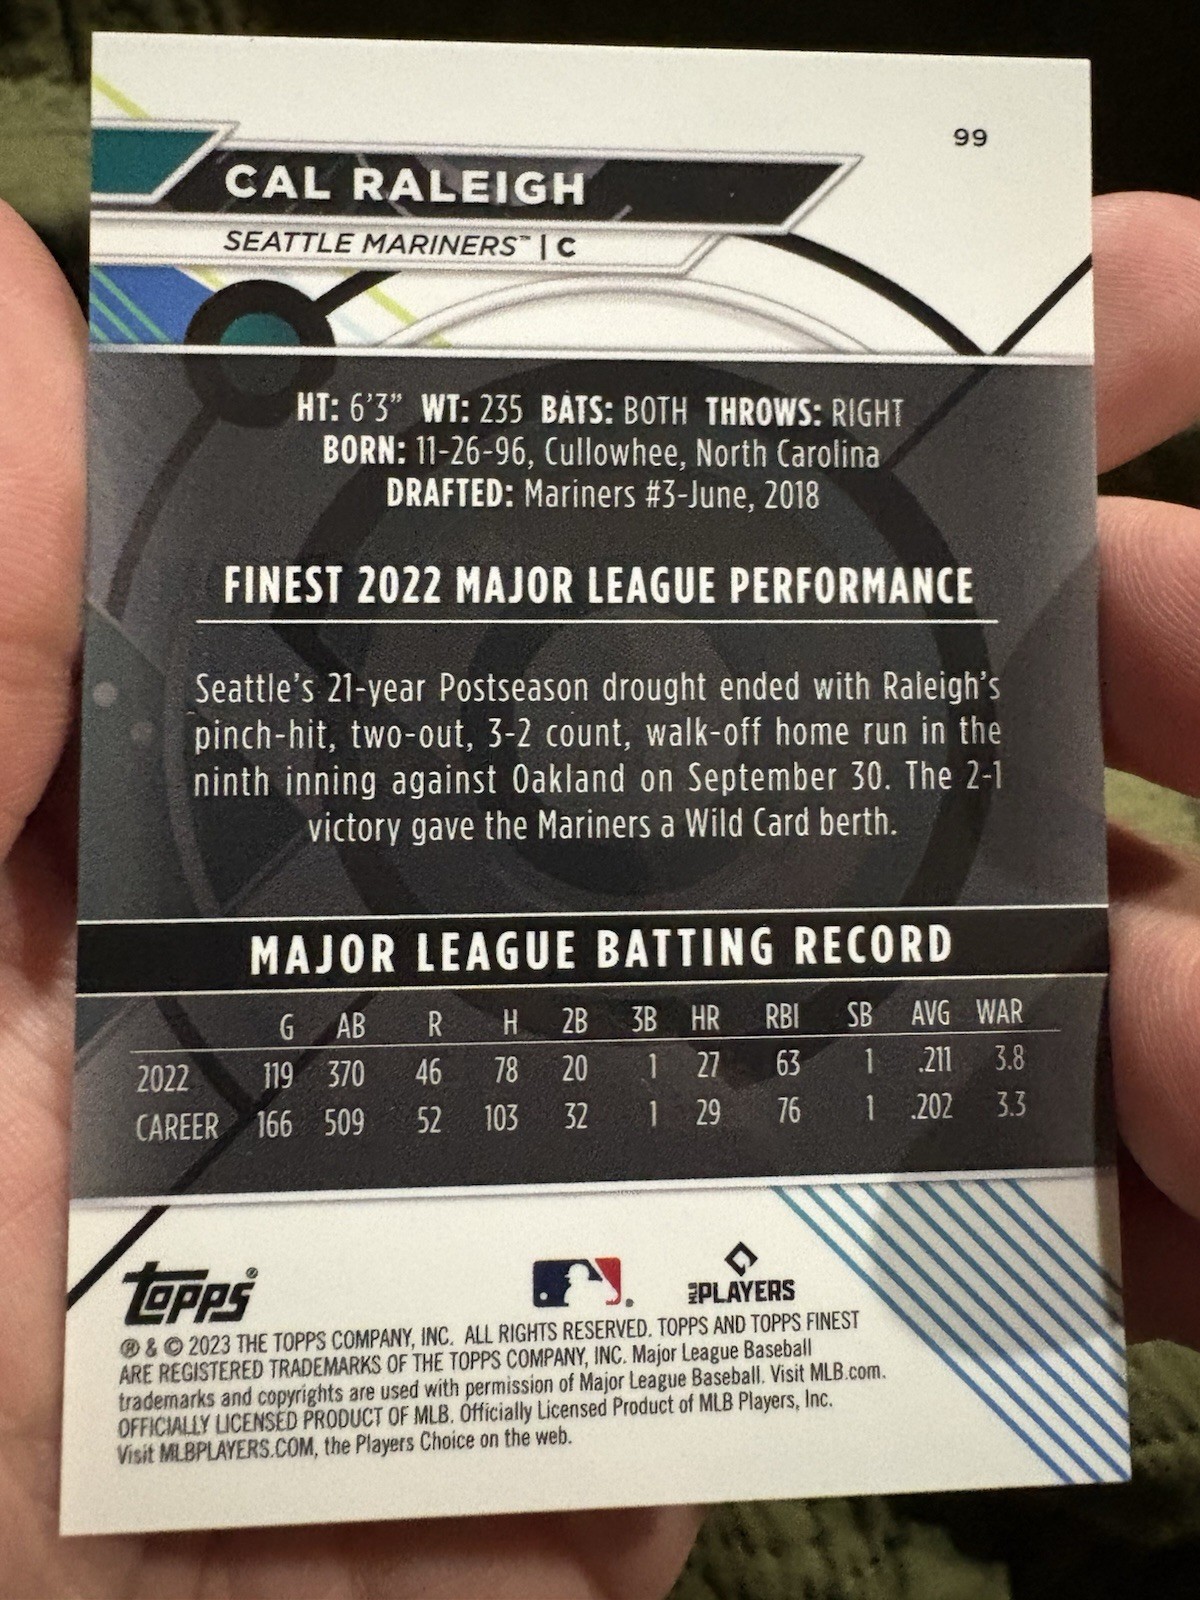 99
CAL RALEIGH
SEATTLE MARINERS™ | C
HT: 6'3" WT: 235 BATS: BOTH THROWS: RIGHT
BORN: 11-26-96, Cullowhee, North Carolina
DRAFTED: Mariners #3-June, 2018
FINEST 2022 MAJOR LEAGUE PERFORMANCE
Seattle's 21-year Postseason drought ended with Raleigh's
pinch-hit, two-out, 3-2 count, walk-off home run in the
ninth inning against Oakland on September 30. The 2-1
victory gave the Mariners a Wild Card berth.
MAJOR LEAGUE BATTING RECORD
G AB R H 2B 3B HR RBI SB AVG WAR
2022 119 370 46 78 20 1 27 63 1 .211 3.8
CAREER 166 509 52 103 32 1 29 76 1 .202 3.3
Topps®
MLB PLAYERS
® & © 2023 THE TOPPS COMPANY, INC. ALL RIGHTS RESERVED. TOPPS AND TOPPS FINEST
ARE REGISTERED TRADEMARKS OF THE TOPPS COMPANY, INC. Major League Baseball
trademarks and copyrights are used with permission of Major League Baseball. Visit MLB.com.
OFFICIALLY LICENSED PRODUCT OF MLB. Officially Licensed Product of MLB Players, Inc.
Visit MLBPLAYERS.COM, the Players Choice on the web.